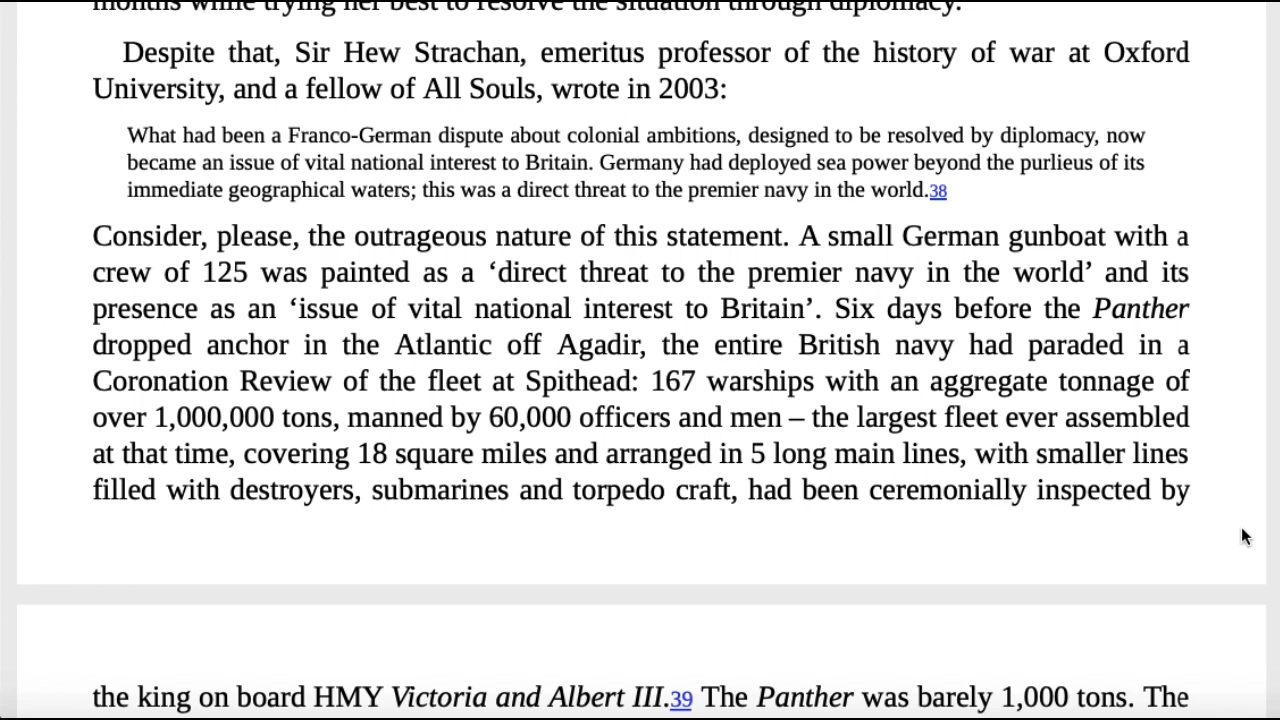 months while trying her best to resolve the situation through diplomacy.
Despite that, Sir Hew Strachan, emeritus professor of the history of war at Oxford
University, and a fellow of All Souls, wrote in 2003:
What had been a Franco-German dispute about colonial ambitions, designed to be resolved by diplomacy, now
became an issue of vital national interest to Britain. Germany had deployed sea power beyond the purlieus of its
immediate geographical waters; this was a direct threat to the premier navy in the world.38
Consider, please, the outrageous nature of this statement. A small German gunboat with a
crew of 125 was painted as a ‘direct threat to the premier navy in the world’ and its
presence as an ‘issue of vital national interest to Britain’. Six days before the Panther
dropped anchor in the Atlantic off Agadir, the entire British navy had paraded in a
Coronation Review of the fleet at Spithead: 167 warships with an aggregate tonnage of
over 1,000,000 tons, manned by 60,000 officers and men – the largest fleet ever assembled
at that time, covering 18 square miles and arranged in 5 long main lines, with smaller lines
filled with destroyers, submarines and torpedo craft, had been ceremonially inspected by
the king on board HMY Victoria and Albert III.39 The Panther was barely 1,000 tons. The